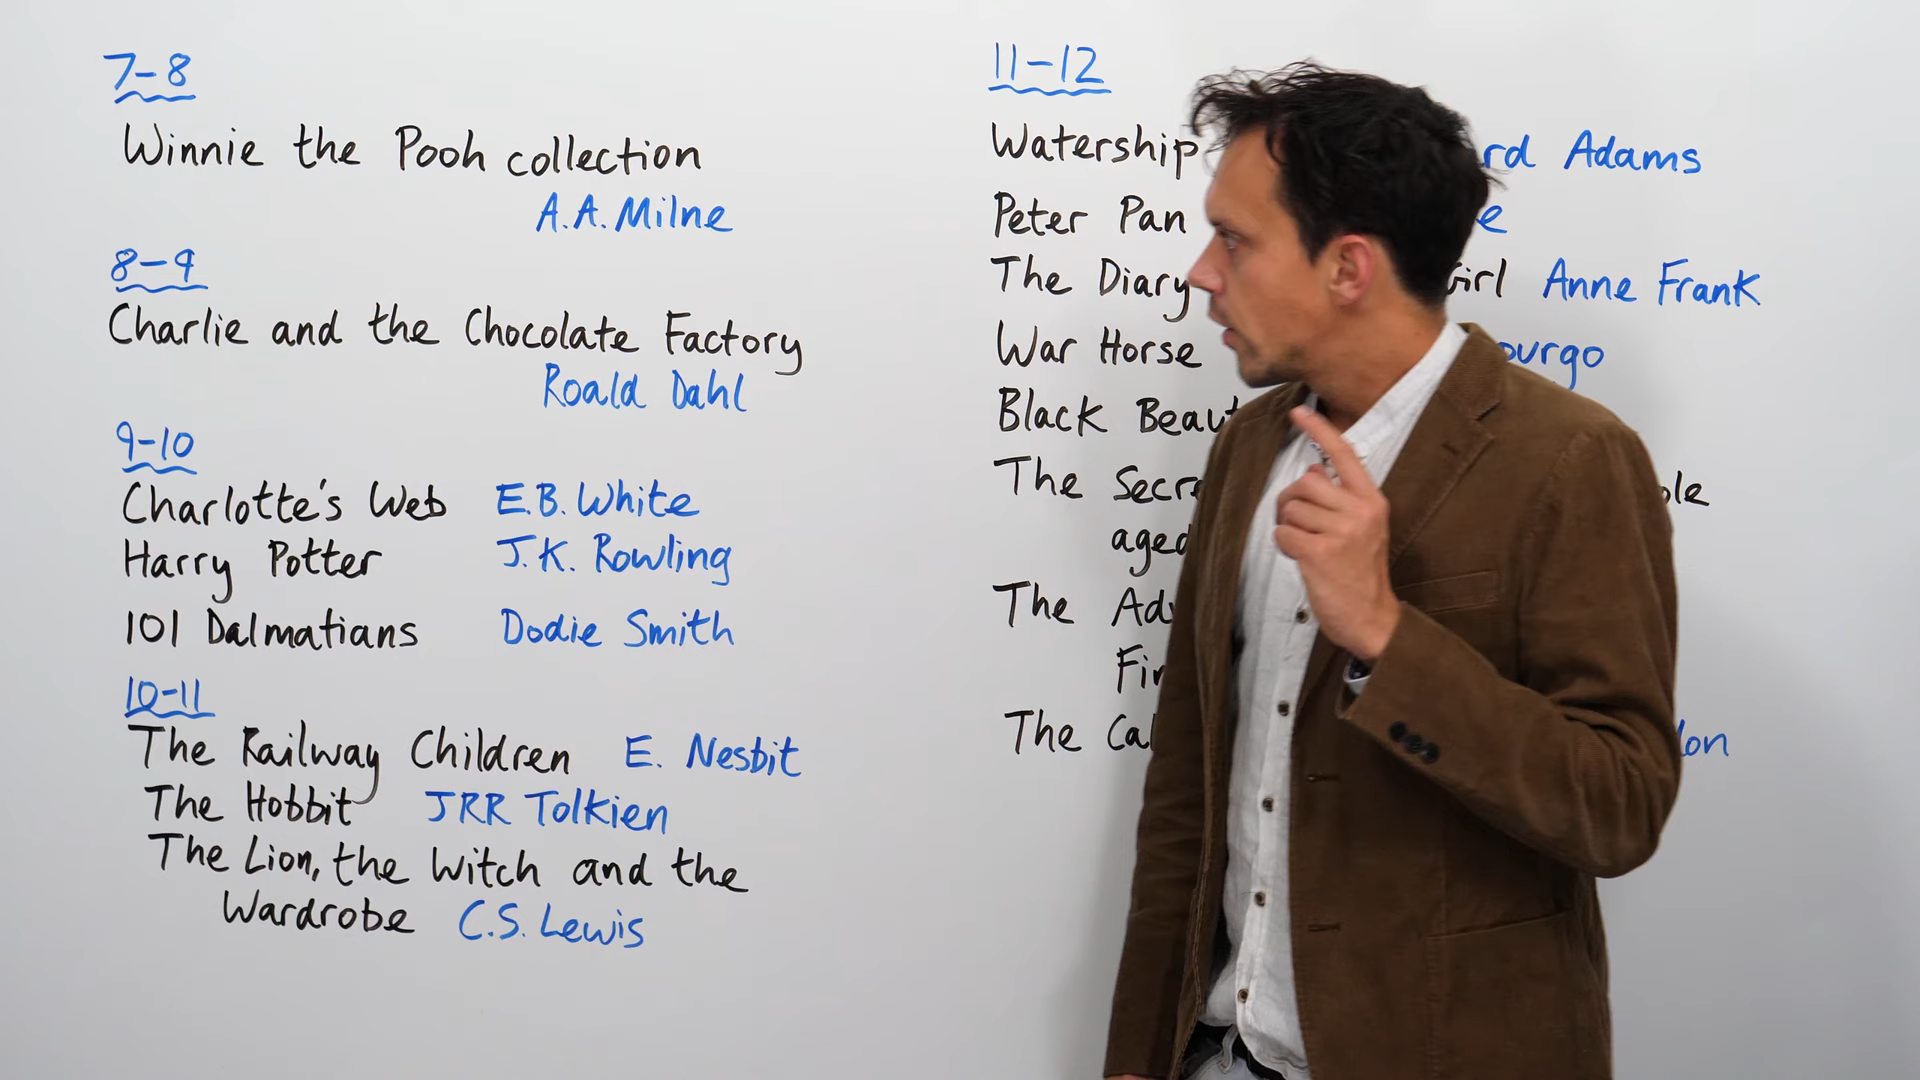 7-8
Winnie the Pooh collection
A.A. Milne
8-9
Charlie and the Chocolate Factory
Roald Dahl
9-10
Charlotte's Web E.B. White
Harry Potter J.K. Rowling
101 Dalmatians Dodie Smith
10-11
The Railway Children E. Nesbit
The Hobbit JRR Tolkien
The Lion, the Witch and the
Wardrobe C.S. Lewis
11-12
Watership Adams
Peter Pan
The Diary Girl Anne Frank
War Horse
Black
The
aged
The
The